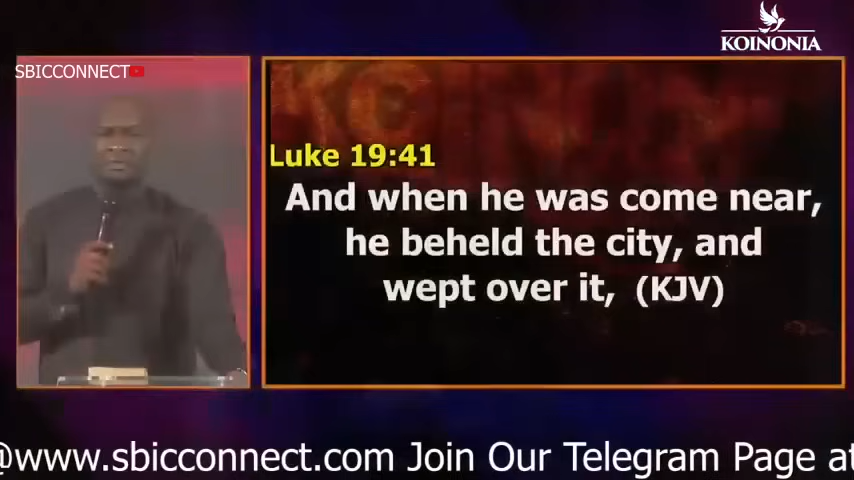 KOINONIA
SBICCONNECT
Luke 19:41
And when he was come near,
he beheld the city, and
wept over it, (KJV)
@www.sbicconnect.com Join Our Telegram Page at